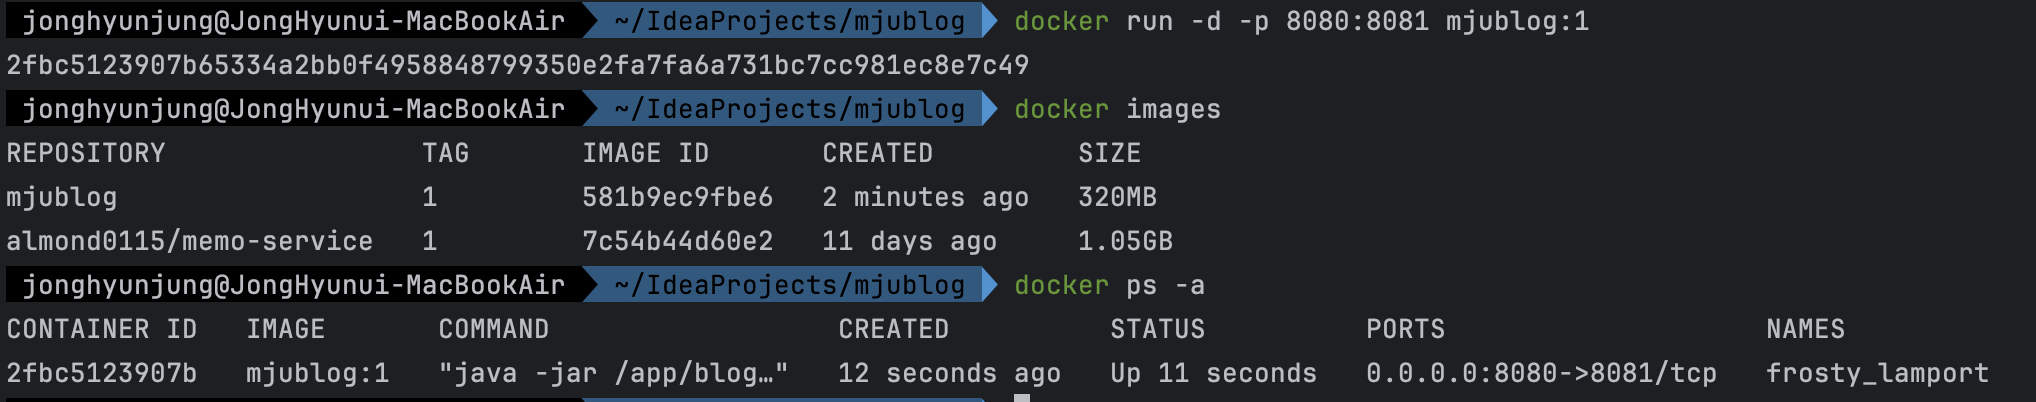 jonghyunjung@JongHyunui-MacBookAir ~/IdeaProjects/mjublog docker run -d -p 8080:8081 mjublog:1
2fbc5123907b65334a2bb0f4958848799350e2fa7fa6a731bc7cc981ec8e7c49
jonghyunjung@JongHyunui-MacBookAir ~/IdeaProjects/mjublog docker images
REPOSITORY TAG IMAGE ID CREATED SIZE
mjublog 1 581b9ec9fbe6 2 minutes ago 320MB
almond0115/memo-service 1 7c54b44d60e2 11 days ago 1.05GB
jonghyunjung@JongHyunui-MacBookAir ~/IdeaProjects/mjublog docker ps -a
CONTAINER ID IMAGE COMMAND CREATED STATUS PORTS NAMES
2fbc5123907b mjublog:1 "java -jar /app/blog…" 12 seconds ago Up 11 seconds 0.0.0.0:8080->8081/tcp frosty_lamport